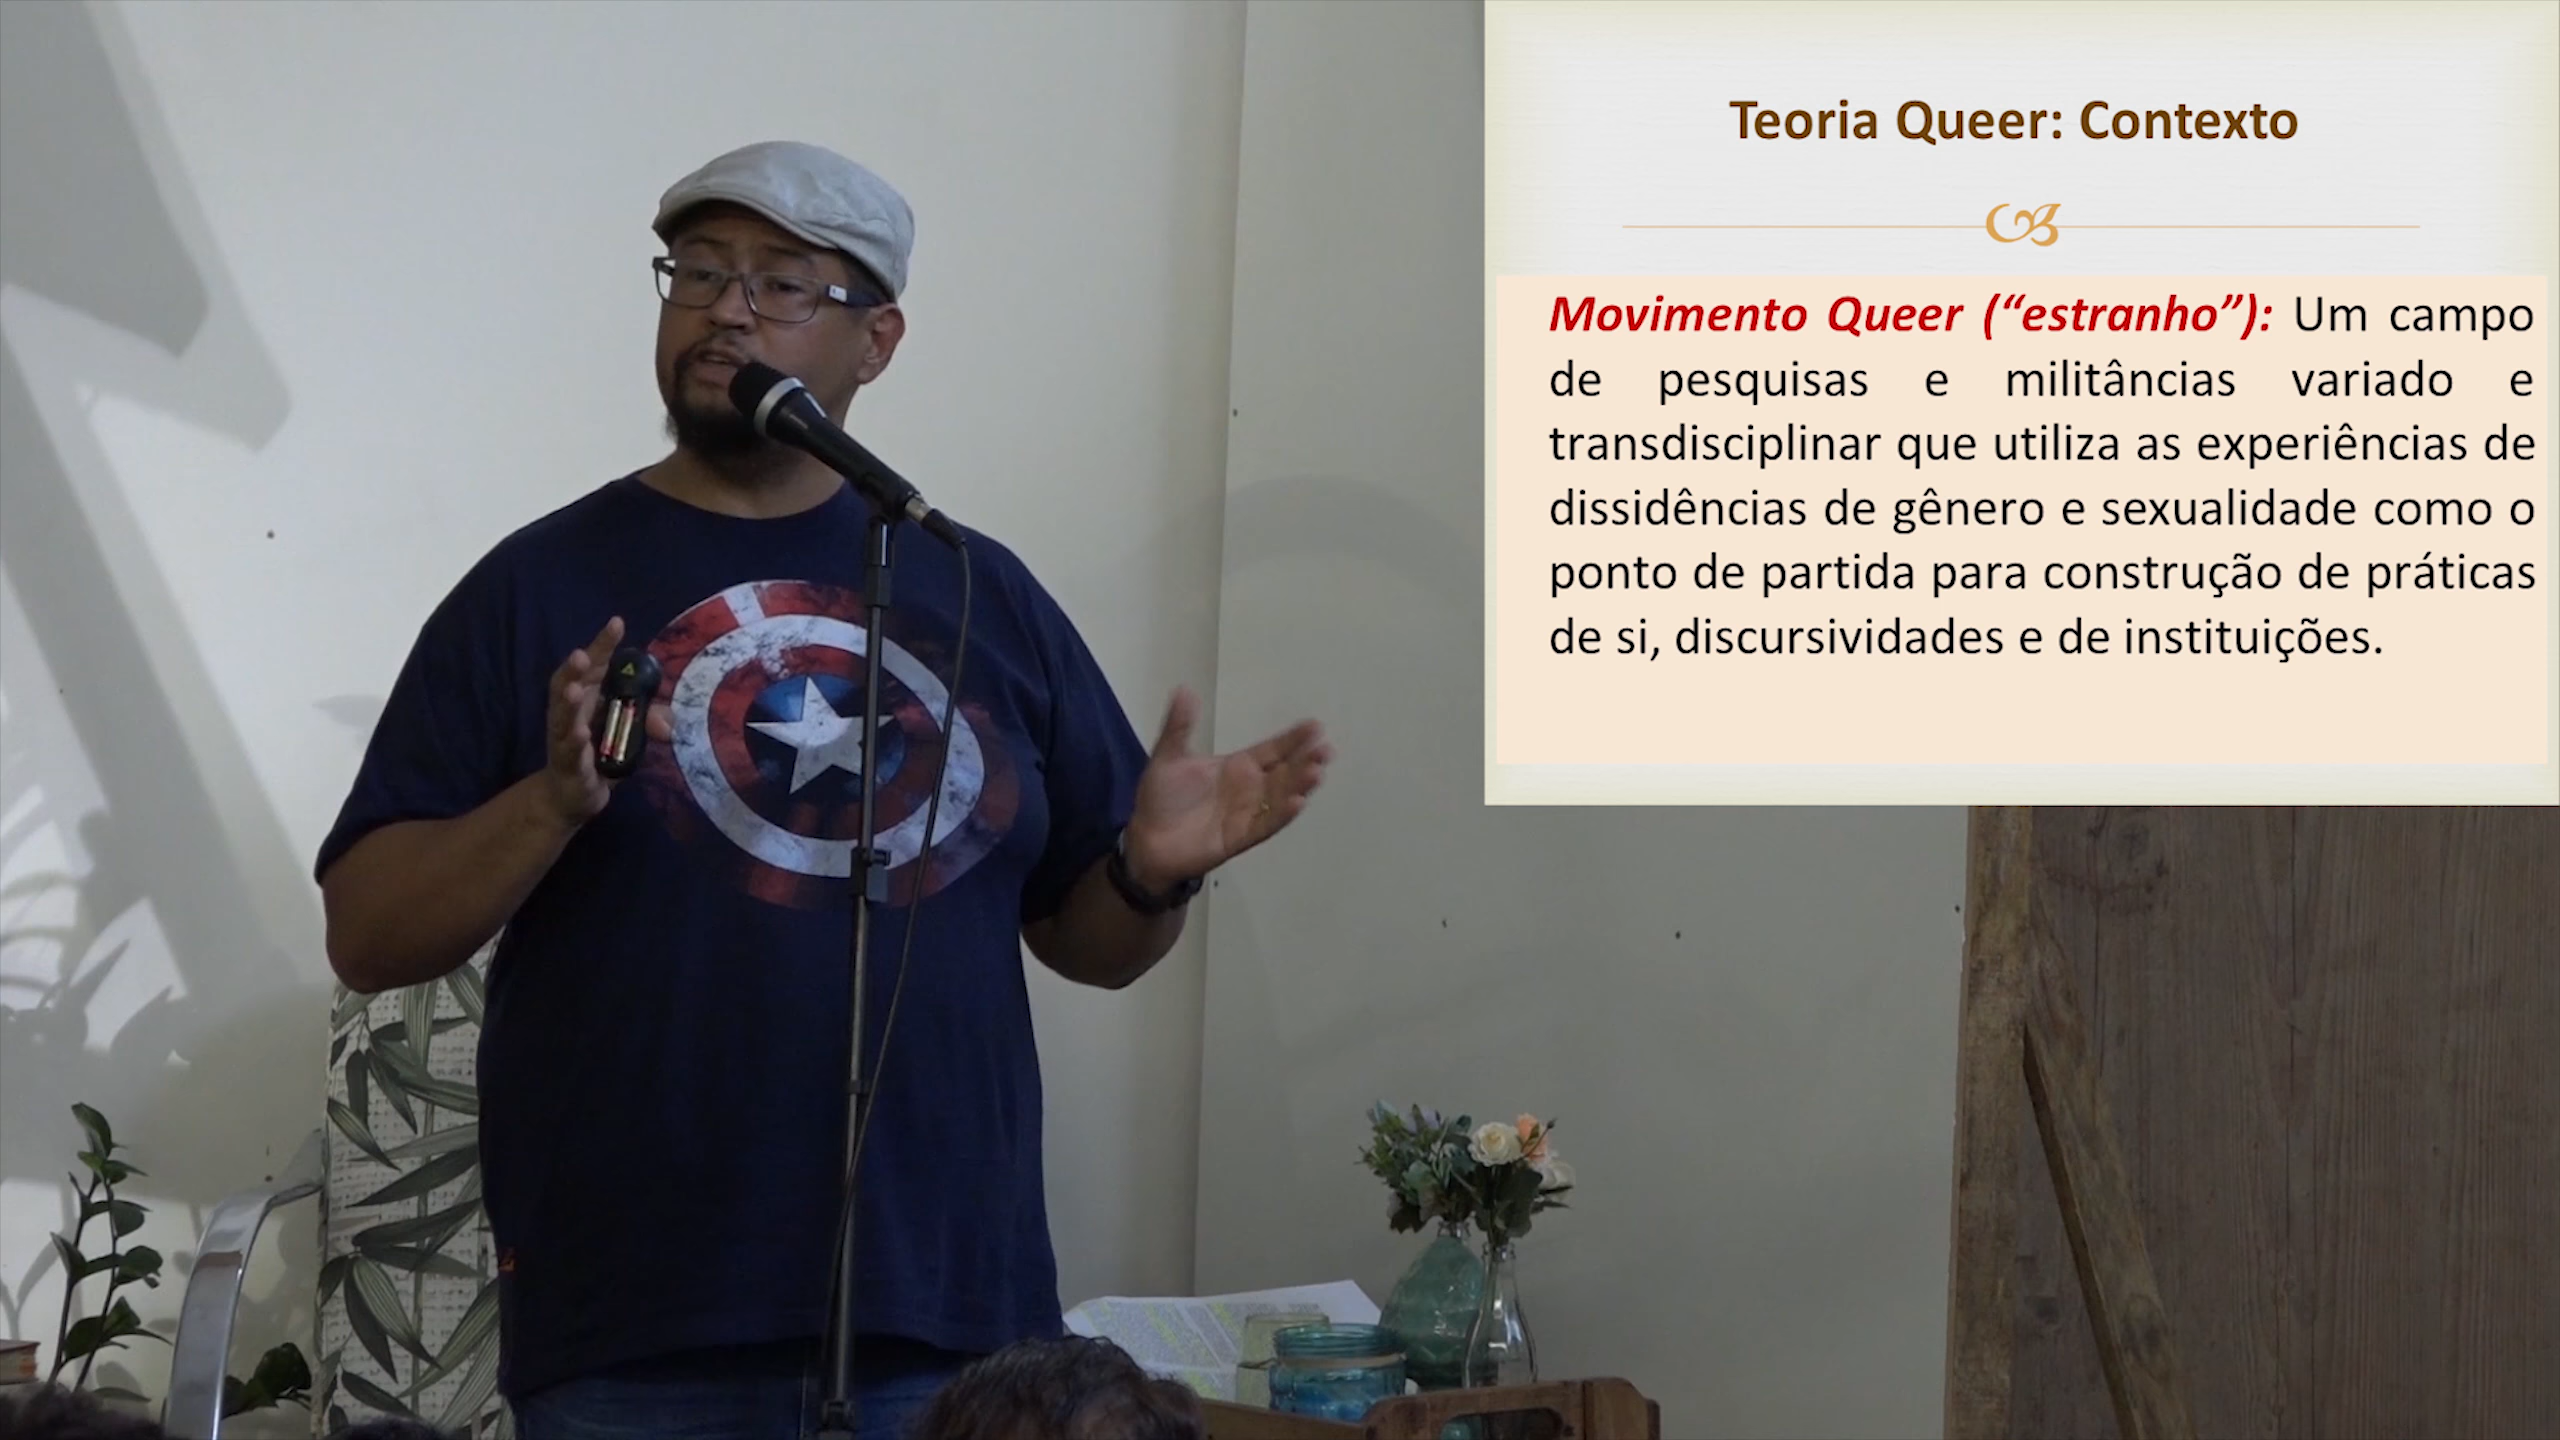 Teoria Queer: Contexto
Movimento Queer (“estranho”): Um campo
de pesquisas e militâncias variado e
transdisciplinar que utiliza as experiências de
dissidências de gênero e sexualidade como o
ponto de partida para construção de práticas
de si, discursividades e de instituições.